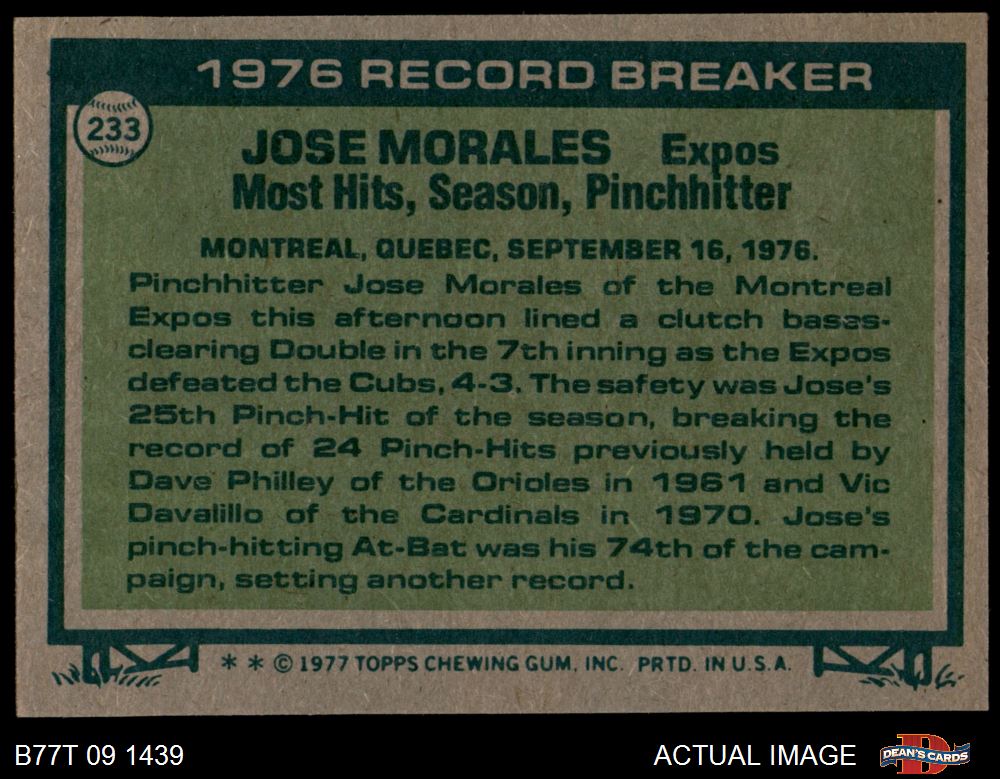 1976 RECORD BREAKER
233
JOSE MORALES Expos
Most Hits, Season, Pinchhitter
MONTREAL, QUEBEC, SEPTEMBER 16, 1976.
Pinchhitter Jose Morales of the Montreal
Expos this afternoon lined a clutch bases-
clearing Double in the 7th inning as the Expos
defeated the Cubs, 4-3. The safety was Jose's
25th Pinch-Hit of the season, breaking the
record of 24 Pinch-Hits previously held by
Dave Philley of the Orioles in 1961 and Vic
Davalillo of the Cardinals in 1970. Jose's
pinch-hitting At-Bat was his 74th of the cam-
paign, setting another record.
* * © 1977 TOPPS CHEWING GUM, INC. PRTD. IN U.S.A.
B77T 09 1439
ACTUAL IMAGE
DEAN'S CARDS